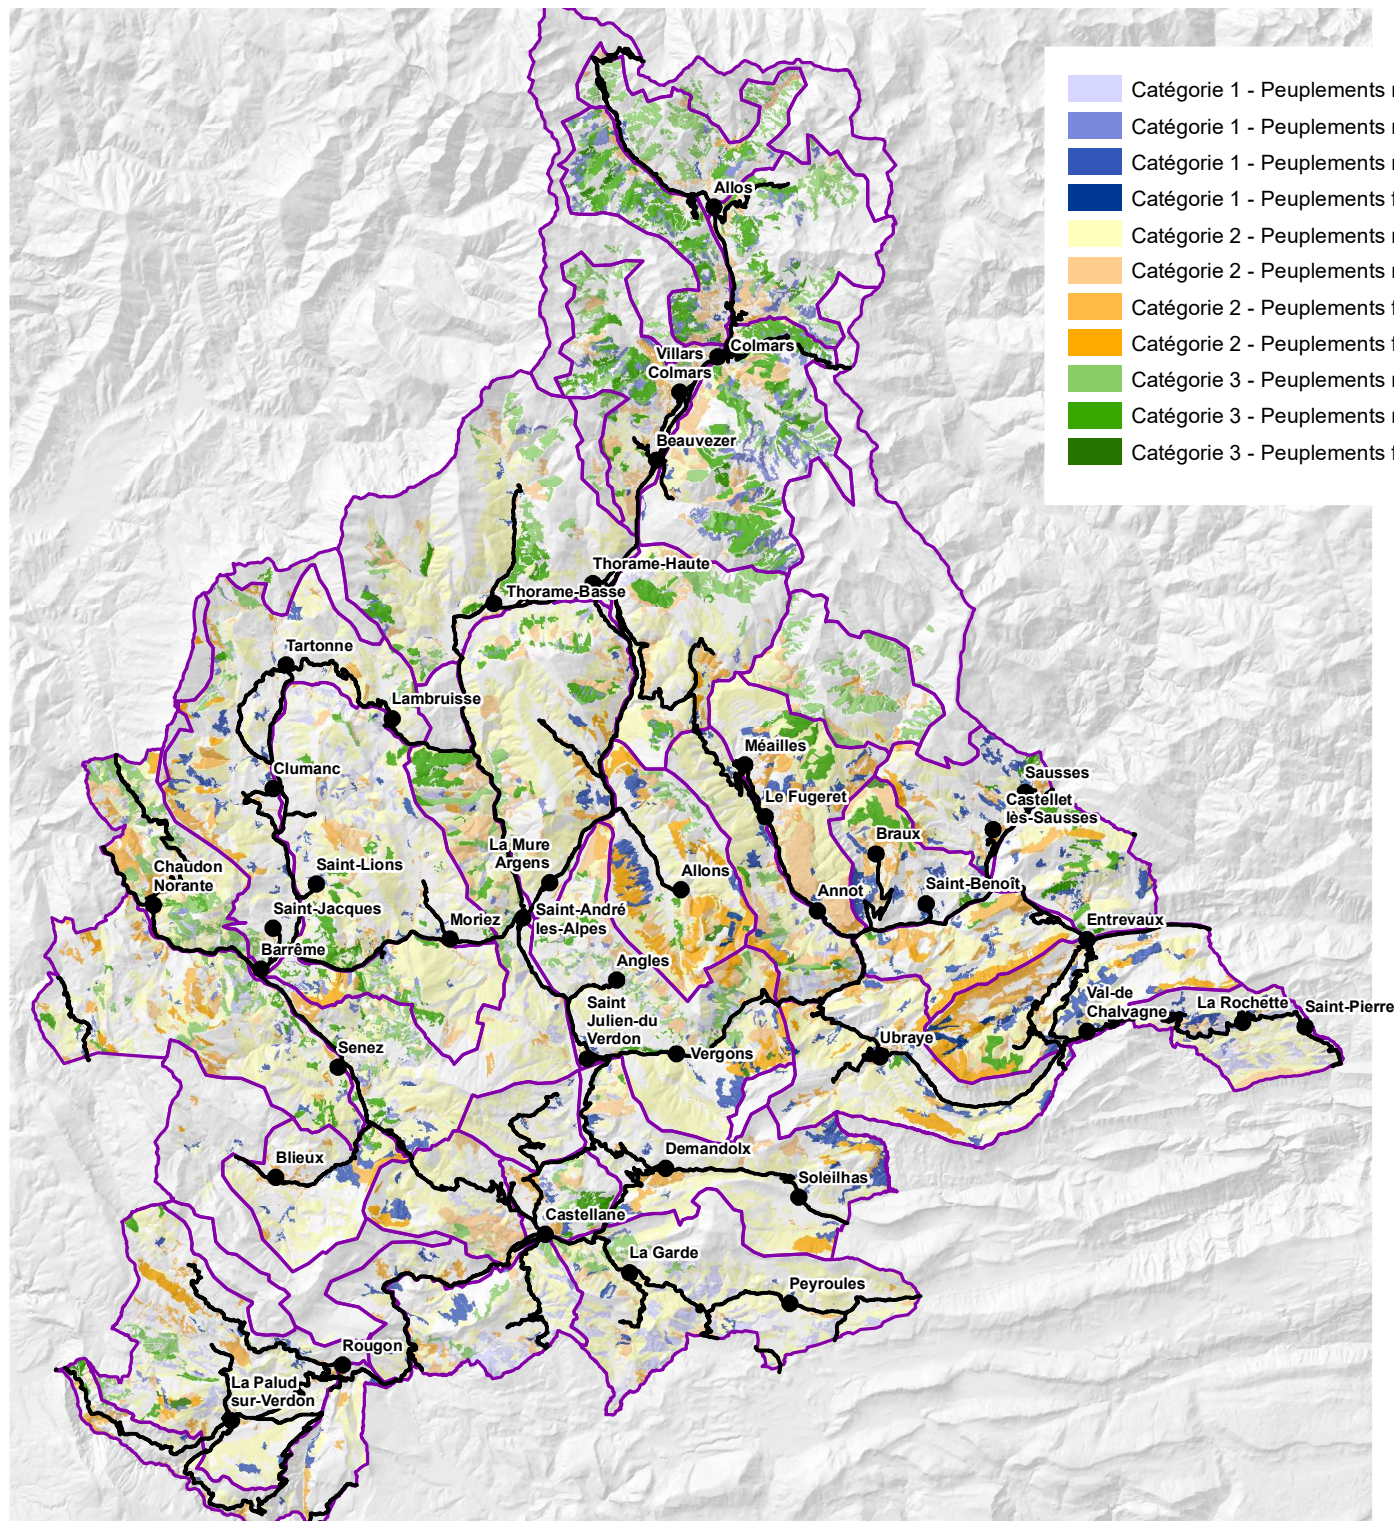 Catégorie 1 - Peuplements
Catégorie 1 - Peuplements
Catégorie 1 - Peuplements
Catégorie 1 - Peuplements
Catégorie 2 - Peuplements
Catégorie 2 - Peuplements
Catégorie 2 - Peuplements
Catégorie 2 - Peuplements
Catégorie 3 - Peuplements
Catégorie 3 - Peuplements
Catégorie 3 - Peuplements
Allos
Colmars
Villars
Colmars
Beauvezer
Thorame-Haute
Thorame-Basse
Tartonne
Lambruisse
Méailles
Clumanc
Sausses
Castellet
lès-Sausses
Le Fugeret
Braux
La Mure
Argens
Chaudon
Norante
Saint-Lions
Allons
Annot
Saint-Benoît
Saint-Jacques
Moriez
Saint-André
les-Alpes
Entrevaux
Barrême
Angles
Val-de
Chalvagne
La Rochette
Saint-Pierre
Saint
Julien-du
Verdon
Senez
Vergons
Ubraye
Blieux
Demandolx
Soleilhas
Castellane
La Garde
Peyroules
Rougon
La Palud
sur-Verdon